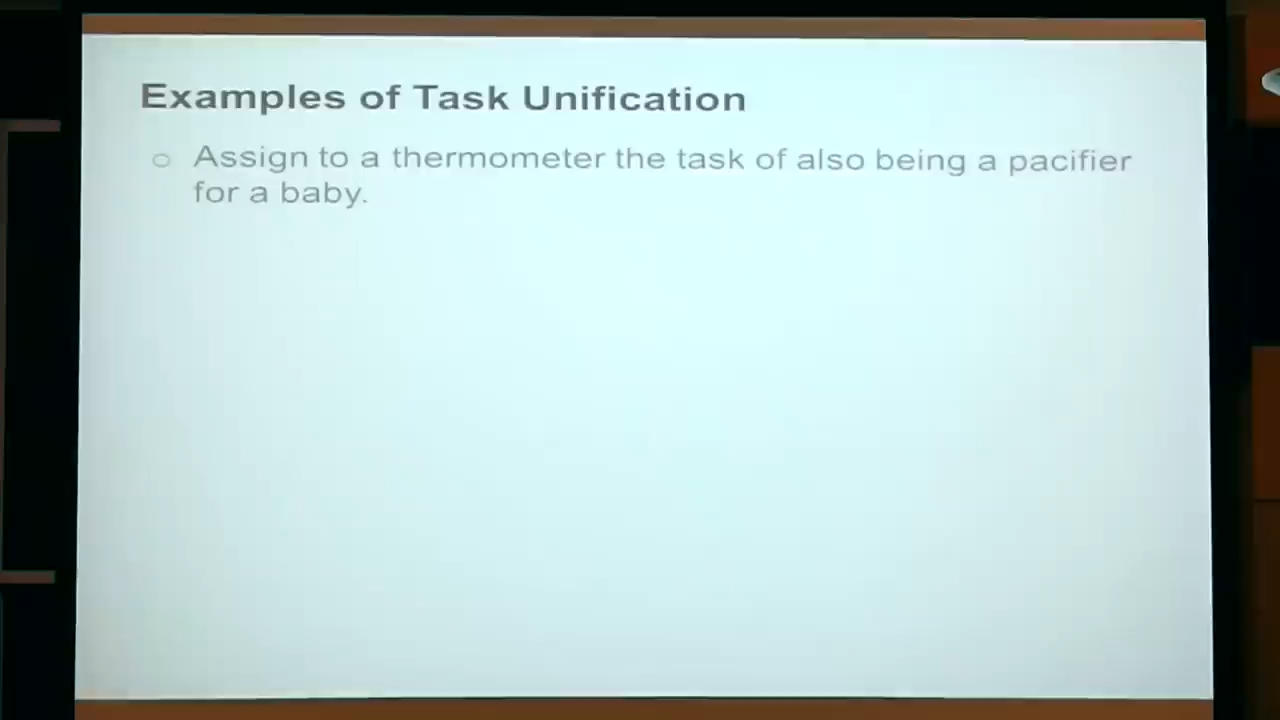 Examples of Task Unification
○ Assign to a thermometer the task of also being a pacifier
for a baby.